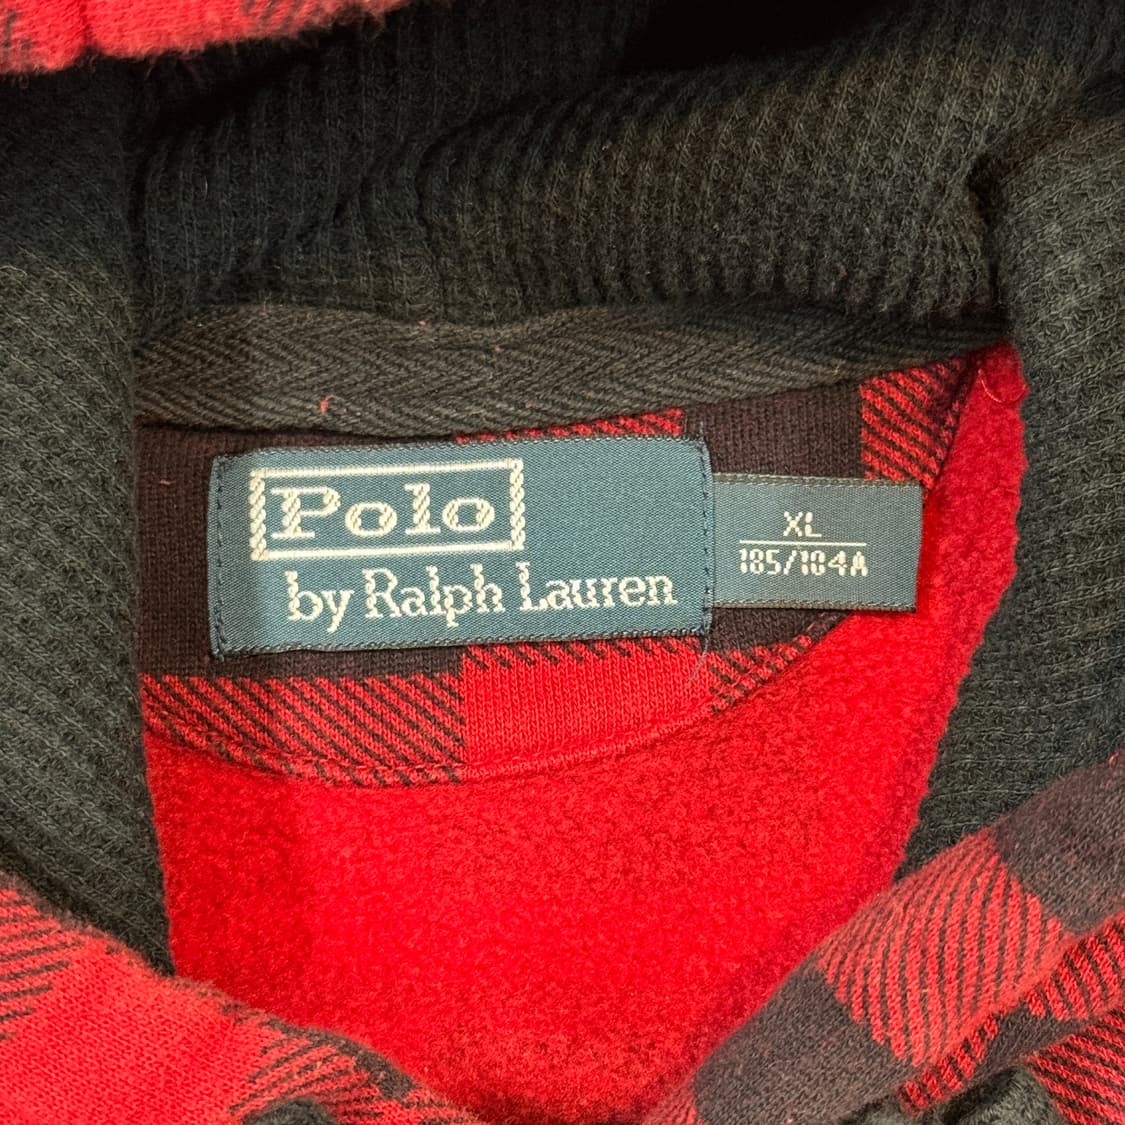 Polo
by Ralph Lauren
XL
185/104A